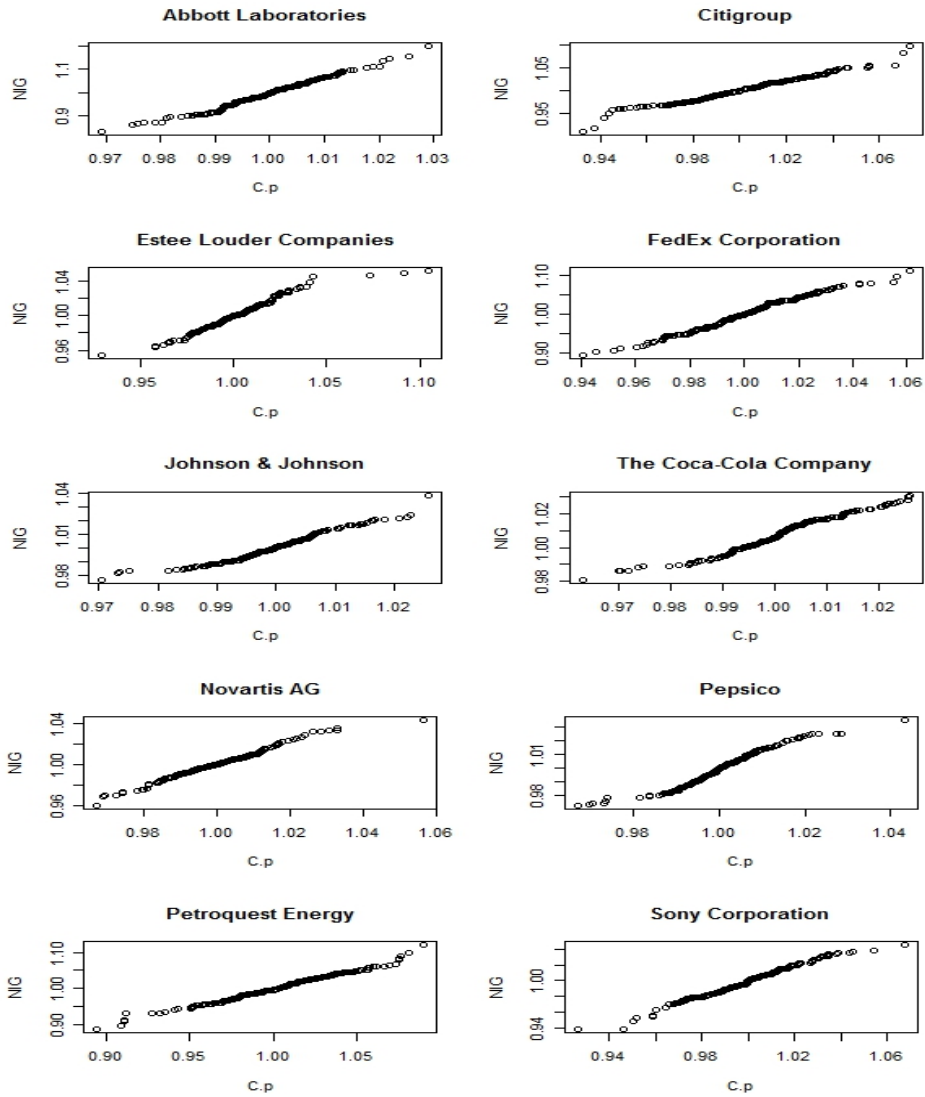 Abbott Laboratories
NIG
0.9 1.1
0.97 0.98 0.99 1.00 1.01 1.02 1.03
C.p
Citigroup
NIG
0.95 1.05
0.94 0.98 1.02 1.06
C.p
Estee Louder Companies
NIG
0.96 1.00 1.04
0.95 1.00 1.05 1.10
C.p
FedEx Corporation
NIG
0.90 1.00 1.10
0.94 0.96 0.98 1.00 1.02 1.04 1.06
C.p
Johnson & Johnson
NIG
0.98 1.01 1.04
0.97 0.98 0.99 1.00 1.01 1.02
C.p
The Coca-Cola Company
NIG
0.98 1.00 1.02
0.97 0.98 0.99 1.00 1.01 1.02
C.p
Novartis AG
NIG
0.96 1.00 1.04
0.98 1.00 1.02 1.04 1.06
C.p
Pepsico
NIG
0.98 1.01
0.98 1.00 1.02 1.04
C.p
Petroquest Energy
NIG
0.90 1.00 1.10
0.90 0.95 1.00 1.05
C.p
Sony Corporation
NIG
0.94 1.00
0.94 0.98 1.02 1.06
C.p